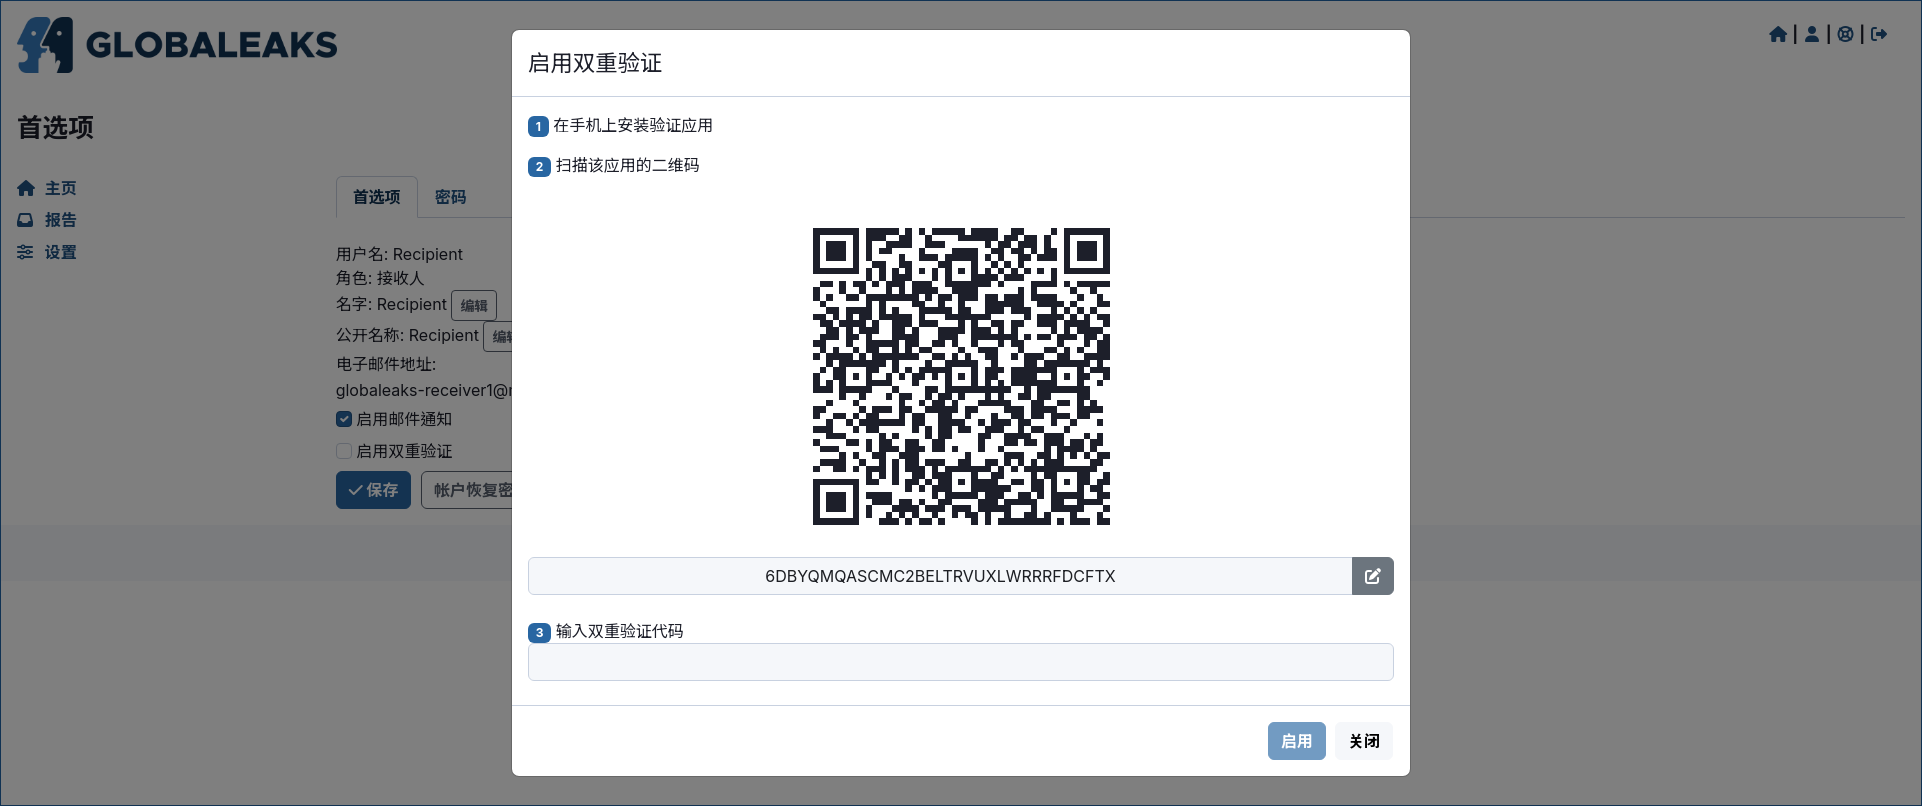 GLOBALEAKS
首选项
主页
报告
设置
首选项 密码
用户名: Recipient
角色: 接收人
名字: Recipient 编辑
公开名称: Recipient
电子邮件地址:
globaleaks-receiver1@
启用邮件通知
启用双重验证
保存 帐户恢复密
启用双重验证
1 在手机上安装验证应用
2 扫描该应用的二维码
6DBYQMQASCMC2BELTRVUXLWRRRFDCFTX
3 输入双重验证代码
启用 关闭